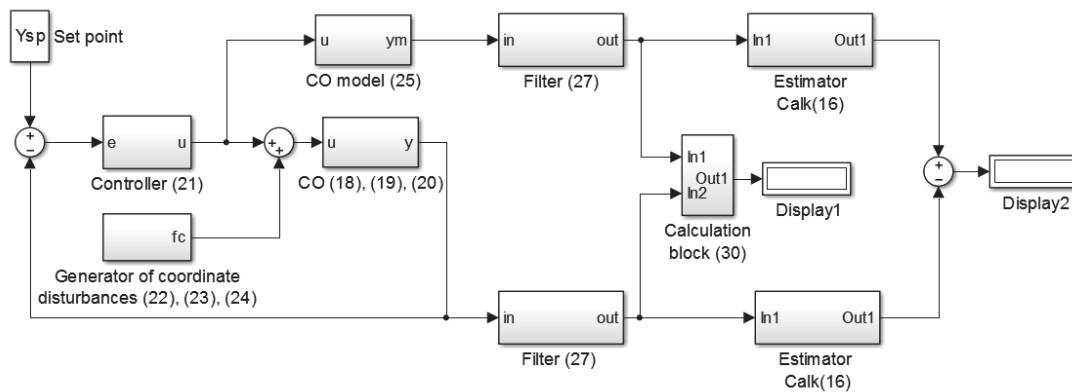 Ysp
Set point
u
ym
CO model (25)
in
out
Filter (27)
In1
Out1
Estimator
Calk(16)
+
−
e
u
Controller (21)
+
+
u
y
CO (18), (19), (20)
fc
Generator of coordinate
disturbances (22), (23), (24)
In1
Out1
In2
Calculation
block (30)
Display1
+
−
Display2
in
out
Filter (27)
In1
Out1
Estimator
Calk(16)